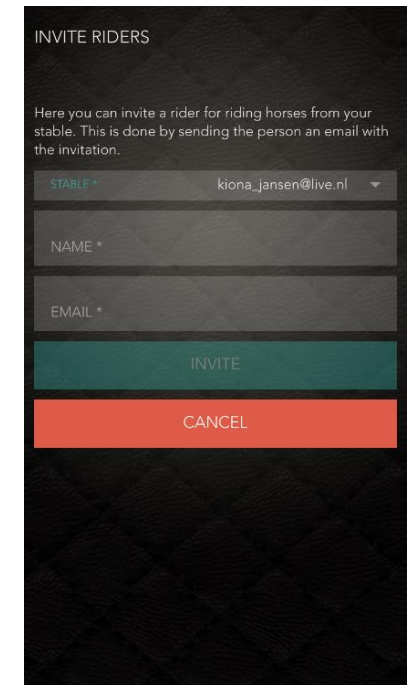 INVITE RIDERS
Here you can invite a rider for riding horses from your
stable. This is done by sending the person an email with
the invitation.
STABLE * kiona_jansen@live.nl
NAME *
EMAIL *
INVITE
CANCEL